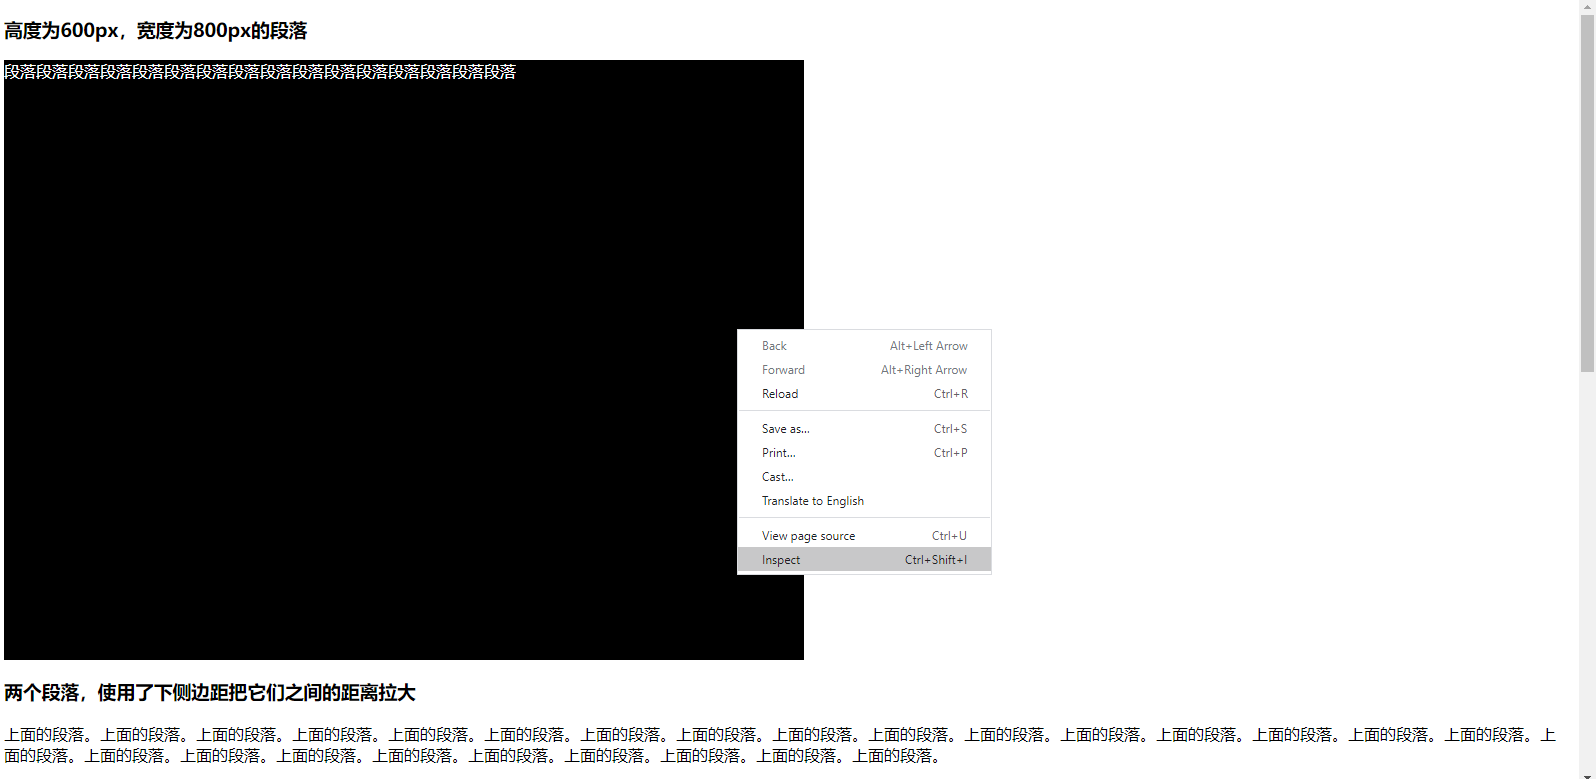 高度为600px，宽度为800px的段落
段落段落段落段落段落段落段落段落段落段落段落段落段落段落段落段落
Back Alt+Left Arrow
Forward Alt+Right Arrow
Reload Ctrl+R
Save as... Ctrl+S
Print... Ctrl+P
Cast...
Translate to English
View page source Ctrl+U
Inspect Ctrl+Shift+I
两个段落，使用了下侧边距把它们之间的距离拉大
上面的段落。上面的段落。上面的段落。上面的段落。上面的段落。上面的段落。上面的段落。上面的段落。上面的段落。上面的段落。上面的段落。上面的段落。上面的段落。上面的段落。上面的段落。上面的段落。上
面的段落。上面的段落。上面的段落。上面的段落。上面的段落。上面的段落。上面的段落。上面的段落。上面的段落。上面的段落。